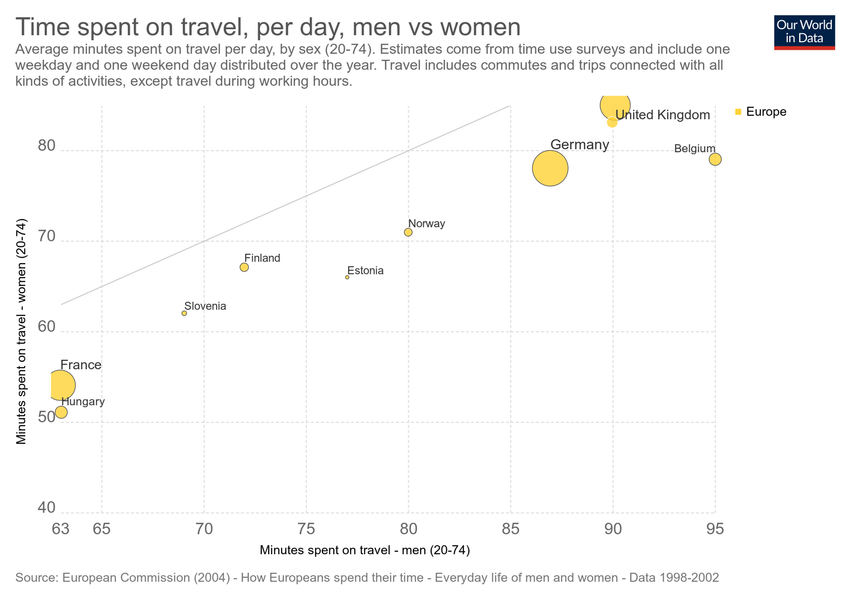 Time spent on travel, per day, men vs women
Our World
in Data
Average minutes spent on travel per day, by sex (20-74). Estimates come from time use surveys and include one
weekday and one weekend day distributed over the year. Travel includes commutes and trips connected with all
kinds of activities, except travel during working hours.
United Kingdom
Europe
Germany
Belgium
80
Norway
70
Finland
Estonia
Slovenia
60
France
Hungary
50
40
Minutes spent on travel - women (20-74)
63 65 70 75 80 85 90 95
Minutes spent on travel - men (20-74)
Source: European Commission (2004) - How Europeans spend their time - Everyday life of men and women - Data 1998-2002